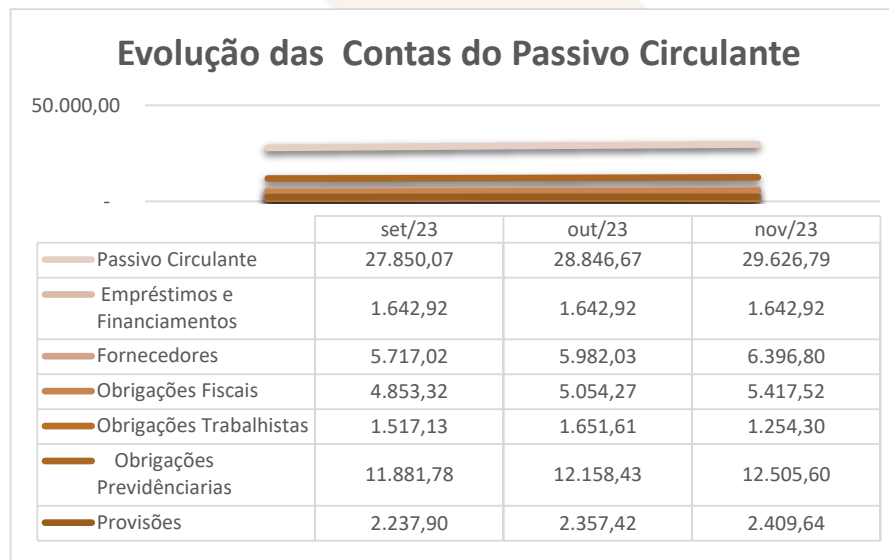 Evolução das Contas do Passivo Circulante
50.000,00
-
set/23 out/23 nov/23
Passivo Circulante 27.850,07 28.846,67 29.626,79
Empréstimos e
Financiamentos 1.642,92 1.642,92 1.642,92
Fornecedores 5.717,02 5.982,03 6.396,80
Obrigações Fiscais 4.853,32 5.054,27 5.417,52
Obrigações Trabalhistas 1.517,13 1.651,61 1.254,30
Obrigações
Previdênciarias 11.881,78 12.158,43 12.505,60
Provisões 2.237,90 2.357,42 2.409,64